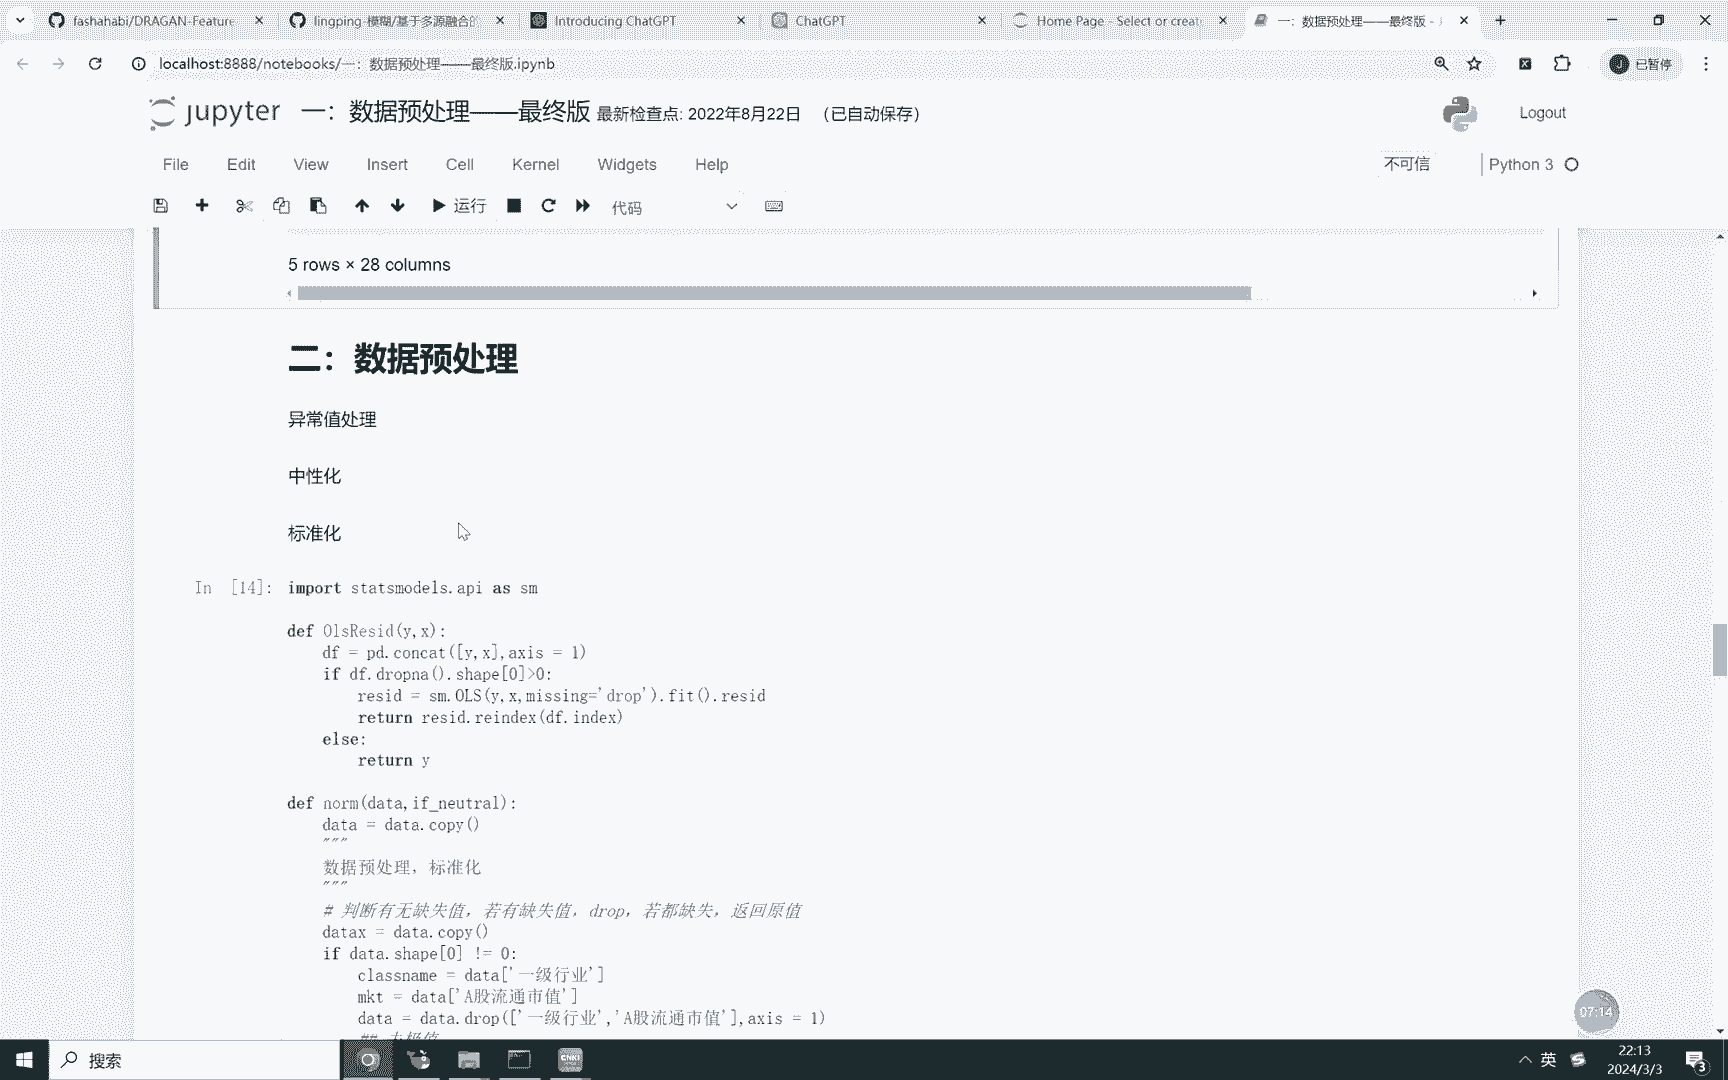 fashahabi/DRAGAN-Feature
lingping-模糊/基于多源融合的
Introducing ChatGPT
ChatGPT
Home Page - Select or creat
一：数据预处理——最终版 -
localhost:8888/notebooks/一：数据预处理——最终版.ipynb
J 已暂停
jupyter 一：数据预处理——最终版 最新检查点: 2022年8月22日 （已自动保存）
Logout
File Edit View Insert Cell Kernel Widgets Help
不可信 Python 3
运行 代码
5 rows × 28 columns
二：数据预处理
异常值处理
中性化
标准化
In [14]: import statsmodels.api as sm
def OlsResid(y,x):
df = pd.concat([y,x],axis = 1)
if df.dropna().shape[0]>0:
resid = sm.OLS(y,x,missing='drop').fit().resid
return resid.reindex(df.index)
else:
return y
def norm(data,if_neutral):
data = data.copy()
"""
数据预处理，标准化
"""
# 判断有无缺失值，若有缺失值，drop，若都缺失，返回原值
datax = data.copy()
if data.shape[0] != 0:
classname = data['一级行业']
mkt = data['A股流通市值']
data = data.drop(['一级行业','A股流通市值'],axis = 1)
07:14
搜索
CNKI
英
22:13
2024/3/3
3